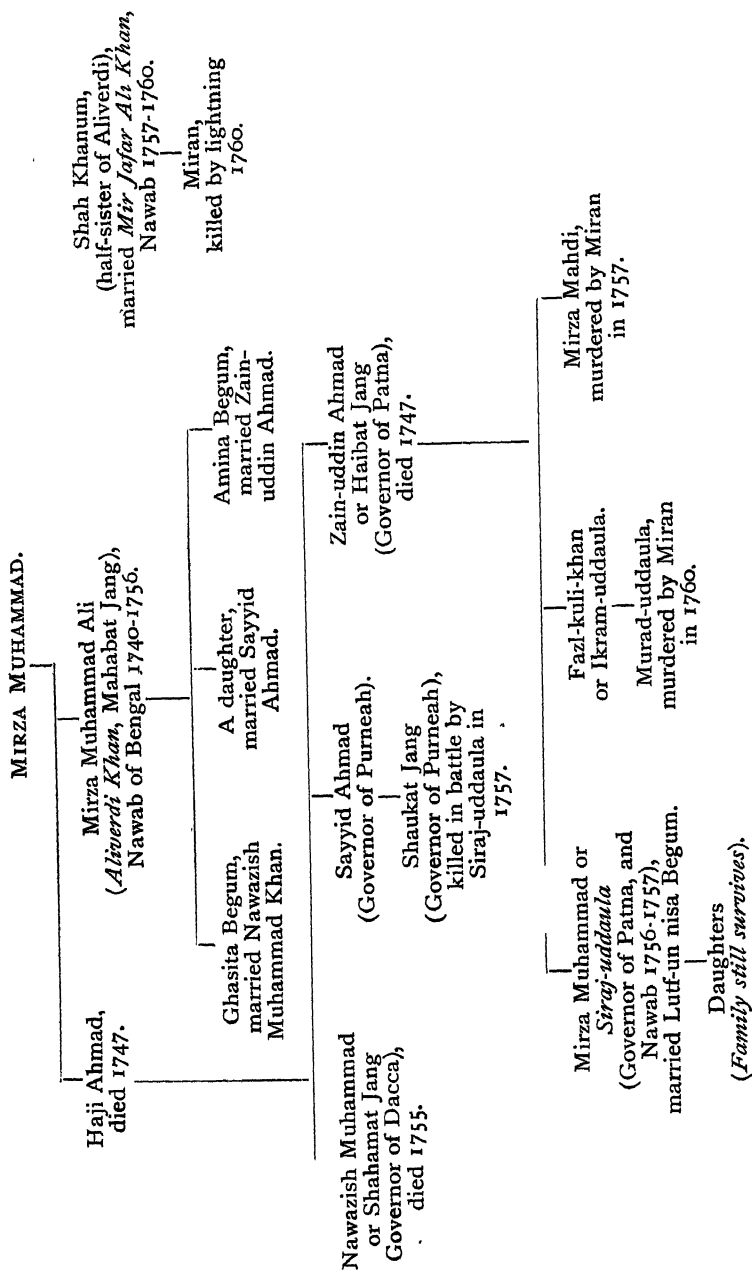 MIRZA MUHAMMAD.
Haji Ahmad,
died 1747.
Mirza Muhammad Ali
(Aliverdi Khan, Mahabat Jang),
Nawab of Bengal 1740-1756.
Shah Khanum,
(half-sister of Aliverdi),
married Mir Jafar Ali Khan,
Nawab 1757-1760.
Miran,
killed by lightning
1760.
Ghasita Begum,
married Nawazish
Muhammad Khan.
A daughter,
married Sayyid
Ahmad.
Amina Begum,
married Zain-
uddin Ahmad.
Nawazish Muhammad
or Shahamat Jang
Governor of Dacca),
died 1755.
Sayyid Ahmad
(Governor of Purneah).
Shaukat Jang
(Governor of Purneah),
killed in battle by
Siraj-uddaula in
1757.
Zain-uddin Ahmad
or Haibat Jang
(Governor of Patna),
died 1747.
Mirza Muhammad or
Siraj-uddaula
(Governor of Patna, and
Nawab 1756-1757),
married Lutf-un nisa Begum.
Daughters
(Family still survives).
Fazl-kuli-khan
or Ikram-uddaula.
Murad-uddaula,
murdered by Miran
in 1760.
Mirza Mahdi,
murdered by Miran
in 1757.